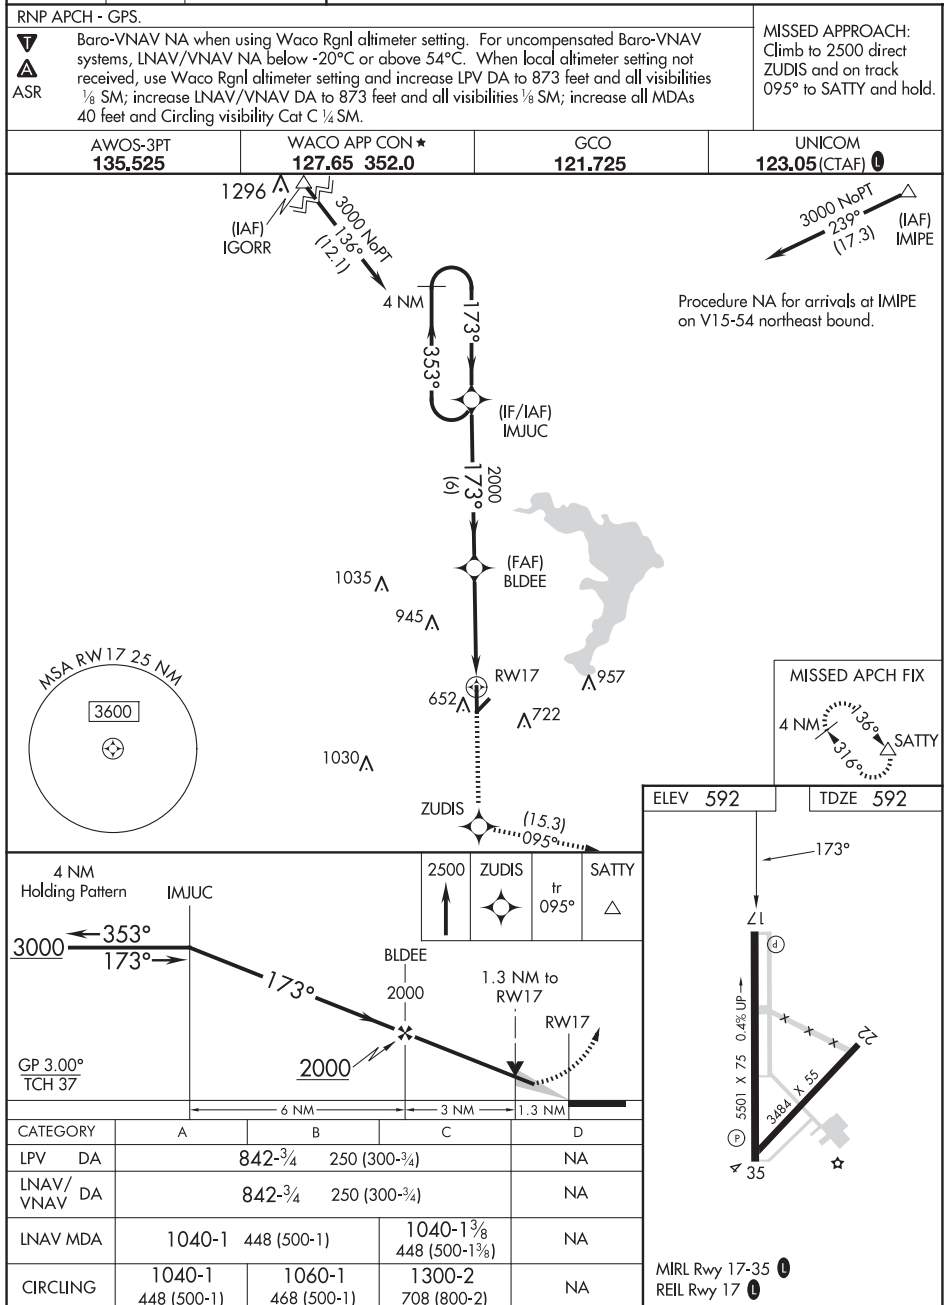 RNP APCH - GPS.
T
A
ASR
Baro-VNAV NA when using Waco Rgnl altimeter setting. For uncompensated Baro-VNAV
systems, LNAV/VNAV NA below -20°C or above 54°C. When local altimeter setting not
received, use Waco Rgnl altimeter setting and increase LPV DA to 873 feet and all visibilities
⅛ SM; increase LNAV/VNAV DA to 873 feet and all visibilities ⅛ SM; increase all MDAs
40 feet and Circling visibility Cat C ¼ SM.
MISSED APPROACH:
Climb to 2500 direct
ZUDIS and on track
095° to SATTY and hold.
AWOS-3PT
135.525
WACO APP CON ★
127.65 352.0
GCO
121.725
UNICOM
123.05 (CTAF) L
1296
(IAF)
IGORR
3000 NoPT
136°
(12.1)
3000 NoPT
239°
(17.3)
(IAF)
IMIPE
Procedure NA for arrivals at IMIPE
on V15-54 northeast bound.
4 NM
173°
353°
(IF/IAF)
IMJUC
2000
173°
(6)
(FAF)
BLDEE
1035
945
RW17
957
652
722
1030
MSA RW17 25 NM
3600
ZUDIS
(15.3)
095°
MISSED APCH FIX
4 NM
136°
316°
SATTY
ELEV 592
TDZE 592
173°
17
P
5501 X 75 0.4% UP
22
3484 X 55
P
4
35
MIRL Rwy 17-35 L
REIL Rwy 17 L
4 NM
Holding Pattern
IMJUC
2500
ZUDIS
tr
095°
SATTY
3000
353°
173°
173°
BLDEE
2000
2000
1.3 NM to
RW17
RW17
GP 3.00°
TCH 37
6 NM
3 NM
1.3 NM
CATEGORY A B C D
LPV DA 842-¾ 250 (300-¾) NA
LNAV/
VNAV DA 842-¾ 250 (300-¾) NA
LNAV MDA 1040-1 448 (500-1) 1040-1⅜ 448 (500-1⅜) NA
CIRCLING 1040-1 448 (500-1) 1060-1 468 (500-1) 1300-2 708 (800-2) NA